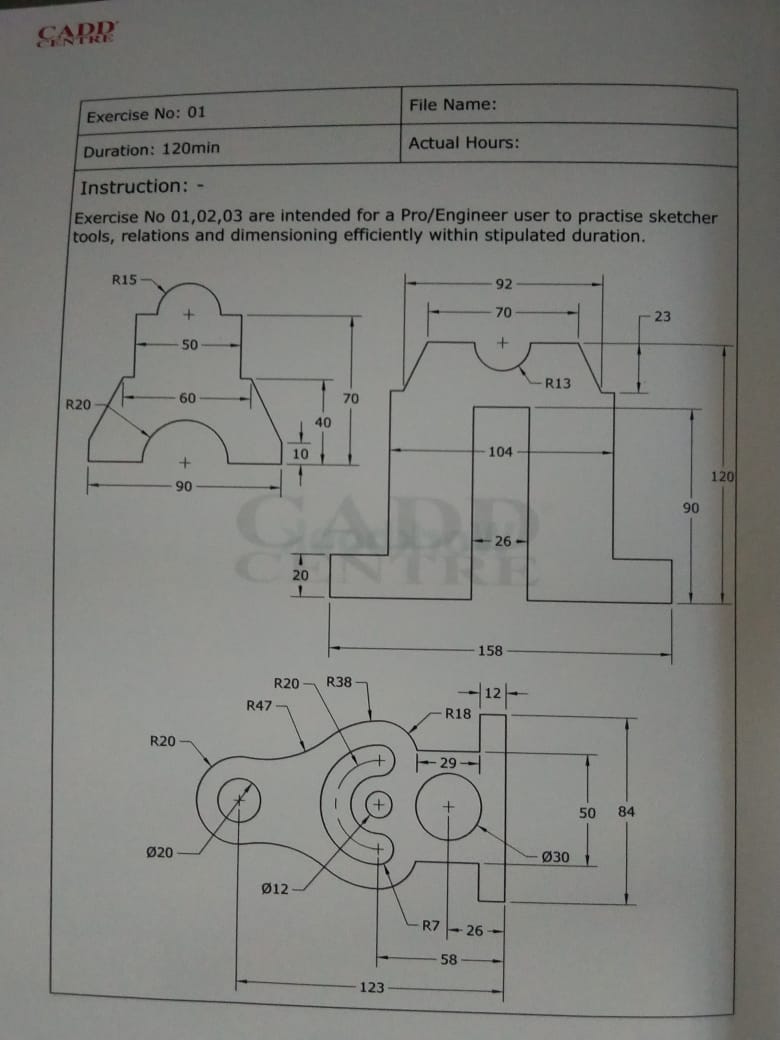 CADD
CENTRE
Exercise No: 01
File Name:
Duration: 120min
Actual Hours:
Instruction: -
Exercise No 01,02,03 are intended for a Pro/Engineer user to practise sketcher
tools, relations and dimensioning efficiently within stipulated duration.
R15
50
60
R20
70
40
10
90
92
70
23
R13
104
120
90
26
20
158
CADD
CENTRE
R20
R38
R47
R18
12
R20
29
50
84
Ø20
Ø30
Ø12
R7
26
58
123